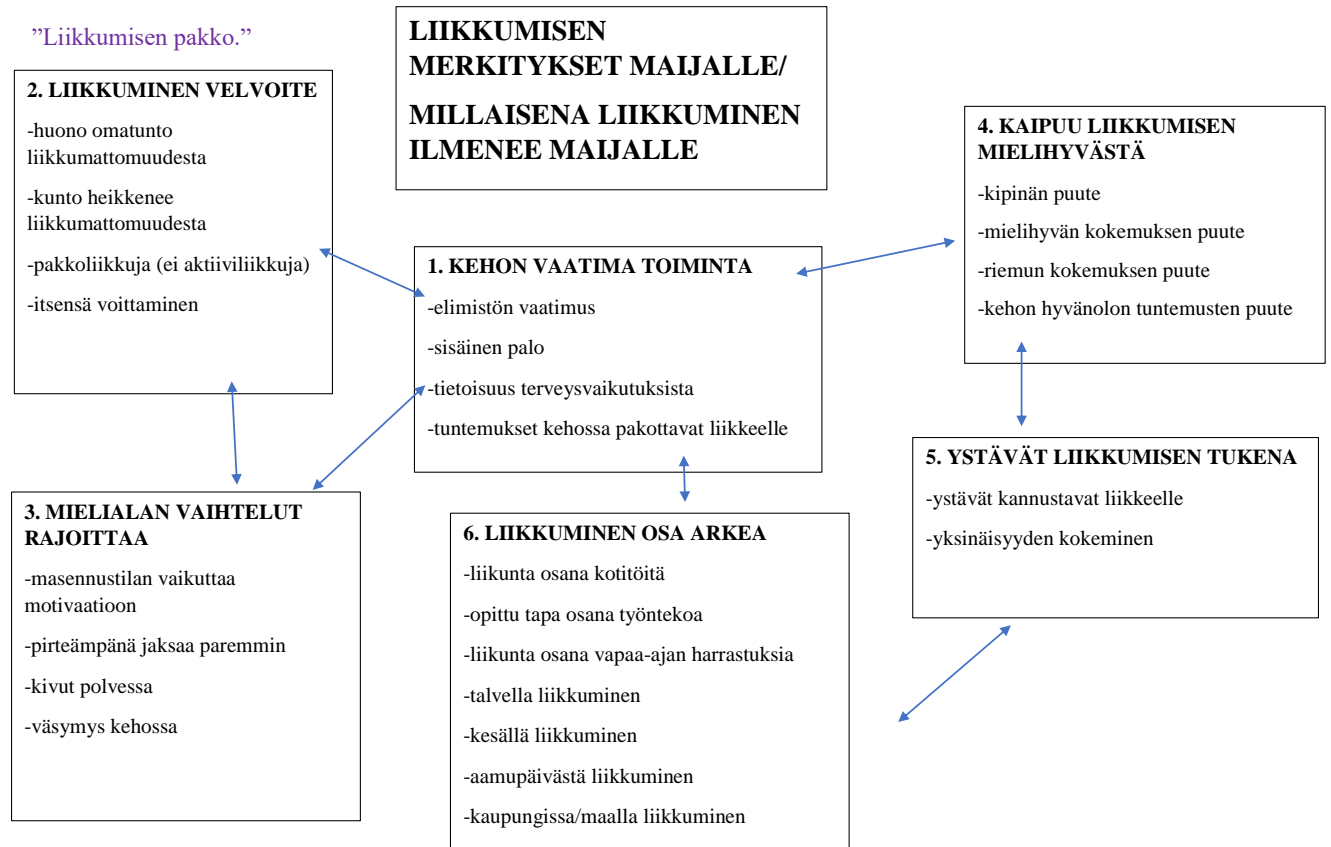 ”Liikkumisen pakko.”
LIIKKUMISEN
MERKITYKSET MAIJALLE/
MILLAISENA LIIKKUMINEN
ILMENEE MAIJALLE
2. LIIKKUMINEN VELVOITE
-huono omatunto
liikkumattomuudesta
-kunto heikkenee
liikkumattomuudesta
-pakkoliikkuja (ei aktiiviliikkuja)
-itsensä voittaminen
4. KAIPUU LIIKKUMISEN
MIELIHYVÄSTÄ
-kipinän puute
-mielihyvän kokemuksen puute
-riemun kokemuksen puute
-kehon hyvänolon tuntemusten puute
1. KEHON VAATIMA TOIMINTA
-elimistön vaatimus
-sisäinen palo
-tietoisuus terveysvaikutuksista
-tuntemukset kehossa pakottavat liikkeelle
5. YSTÄVÄT LIIKKUMISEN TUKENA
-ystävät kannustavat liikkeelle
-yksinäisyyden kokeminen
3. MIELIALAN VAIHTELUT
RAJOITTAA
-masennustilan vaikuttaa
motivaatioon
-pirteämpänä jaksaa paremmin
-kivut polvessa
-väsymys kehossa
6. LIIKKUMINEN OSA ARKEA
-liikunta osana kotitöitä
-opittu tapa osana työntekoa
-liikunta osana vapaa-ajan harrastuksia
-talvella liikkuminen
-kesällä liikkuminen
-aamupäivästä liikkuminen
-kaupungissa/maalla liikkuminen